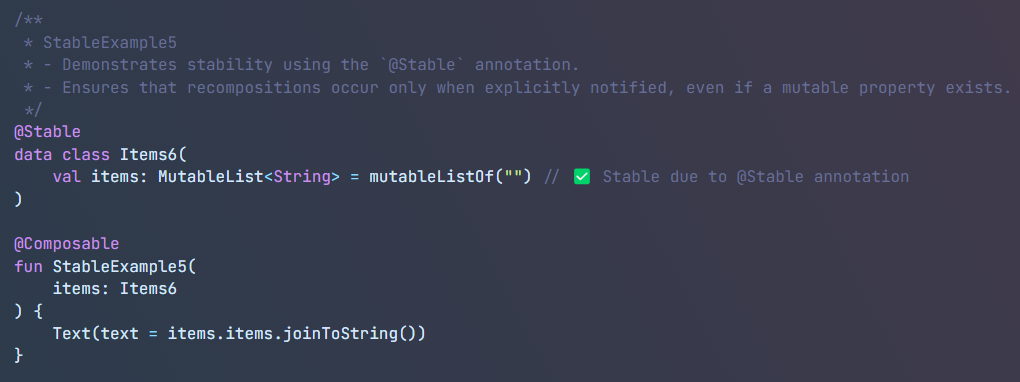 /**
 * StableExample5
 * - Demonstrates stability using the `@Stable` annotation.
 * - Ensures that recompositions occur only when explicitly notified, even if a mutable property exists.
 */
@Stable
data class Items6(
    val items: MutableList<String> = mutableListOf("") // ✅ Stable due to @Stable annotation
)

@Composable
fun StableExample5(
    items: Items6
) {
    Text(text = items.items.joinToString())
}